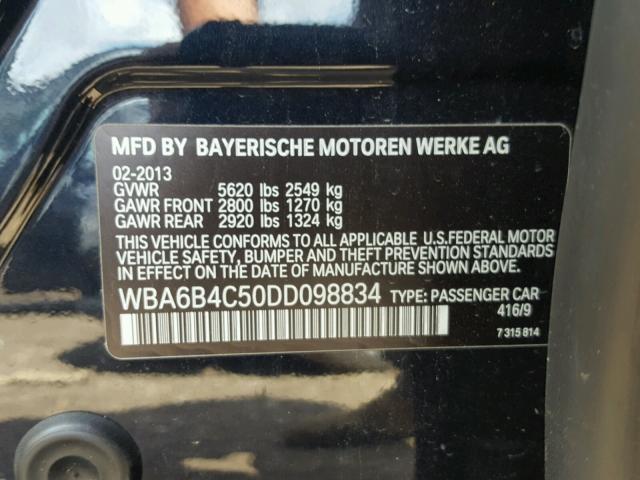 MFD BY BAYERISCHE MOTOREN WERKE AG
02-2013
GVWR 5620 lbs 2549 kg
GAWR FRONT 2800 lbs 1270 kg
GAWR REAR 2920 lbs 1324 kg
THIS VEHICLE CONFORMS TO ALL APPLICABLE U.S.FEDERAL MOTOR
VEHICLE SAFETY, BUMPER AND THEFT PREVENTION STANDARDS
IN EFFECT ON THE DATE OF MANUFACTURE SHOWN ABOVE.
WBA6B4C50DD098834 TYPE: PASSENGER CAR
416/9
7 315 814